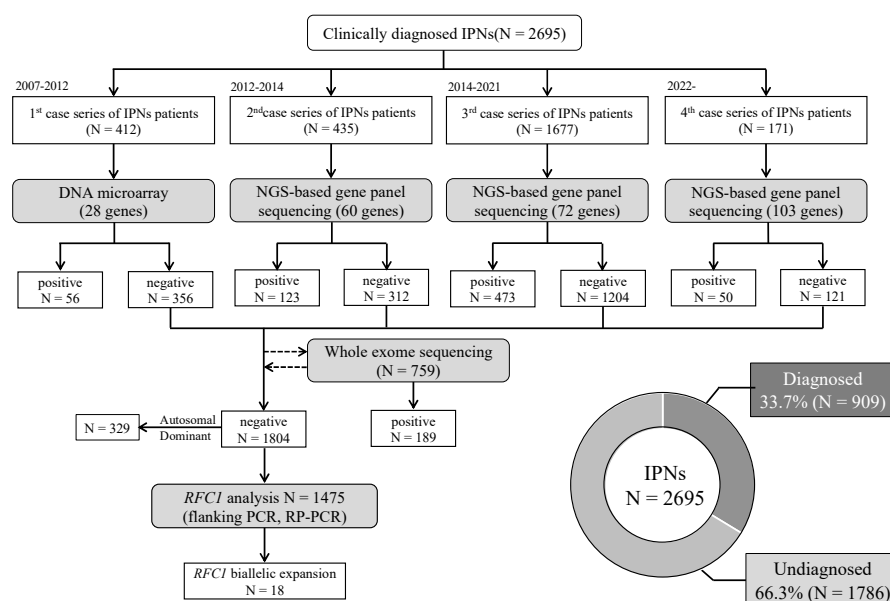 Clinically diagnosed IPNs(N = 2695)
2007-2012
2012-2014
2014-2021
2022-
1st case series of IPNs patients
(N = 412)
2ndcase series of IPNs patients
(N = 435)
3rd case series of IPNs patients
(N = 1677)
4th case series of IPNs patients
(N = 171)
DNA microarray
(28 genes)
NGS-based gene panel
sequencing (60 genes)
NGS-based gene panel
sequencing (72 genes)
NGS-based gene panel
sequencing (103 genes)
positive
N = 56
negative
N = 356
positive
N = 123
negative
N = 312
positive
N = 473
negative
N = 1204
positive
N = 50
negative
N = 121
Whole exome sequencing
(N = 759)
N = 329
Autosomal
Dominant
negative
N = 1804
positive
N = 189
RFC1 analysis N = 1475
(flanking PCR, RP-PCR)
RFC1 biallelic expansion
N = 18
Diagnosed
33.7% (N = 909)
IPNs
N = 2695
Undiagnosed
66.3% (N = 1786)